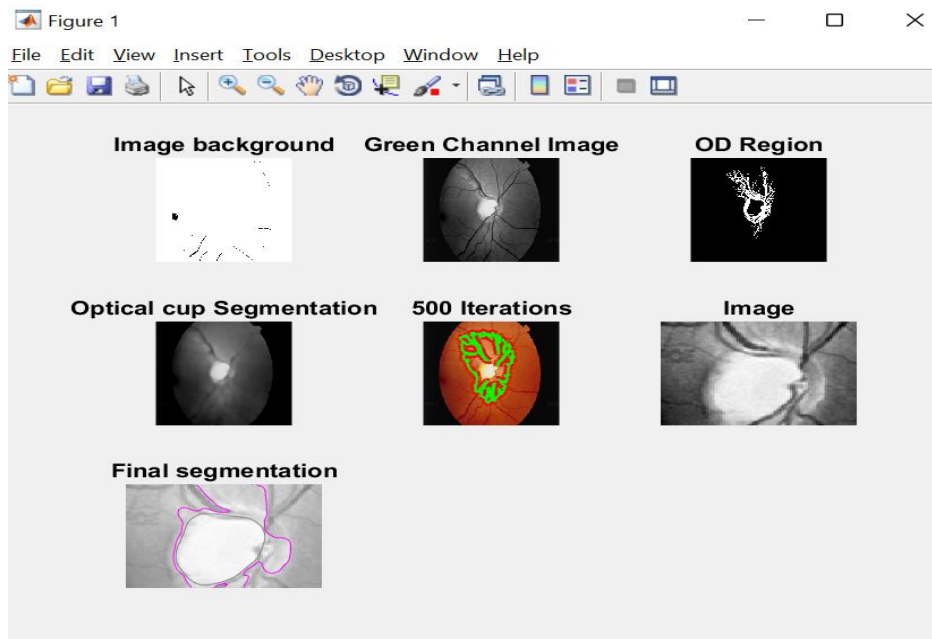 Figure 1
File Edit View Insert Tools Desktop Window Help
Image background
Green Channel Image
OD Region
Optical cup Segmentation
500 Iterations
Image
Final segmentation